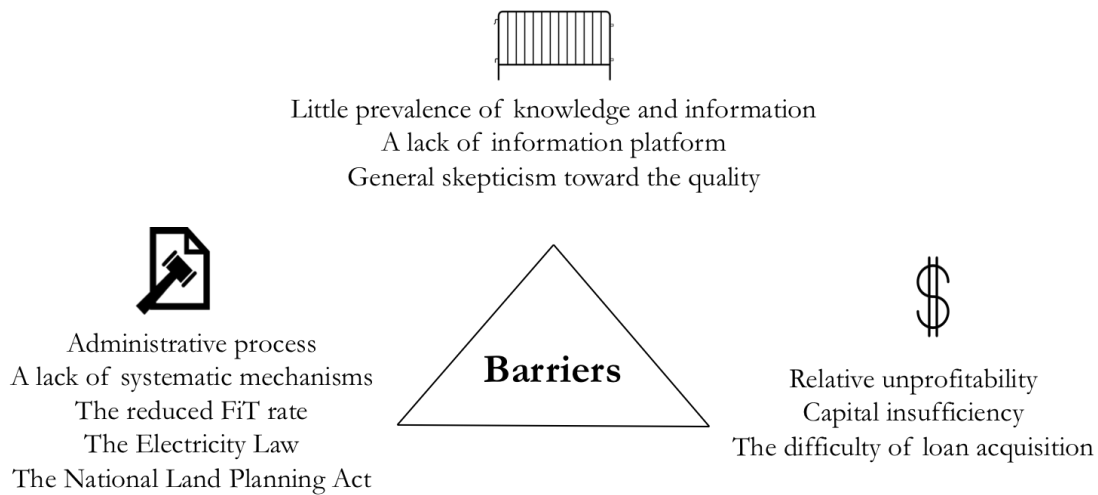 Little prevalence of knowledge and information
A lack of information platform
General skepticism toward the quality
Administrative process
A lack of systematic mechanisms
The reduced FiT rate
The Electricity Law
The National Land Planning Act
Barriers
$
Relative unprofitability
Capital insufficiency
The difficulty of loan acquisition